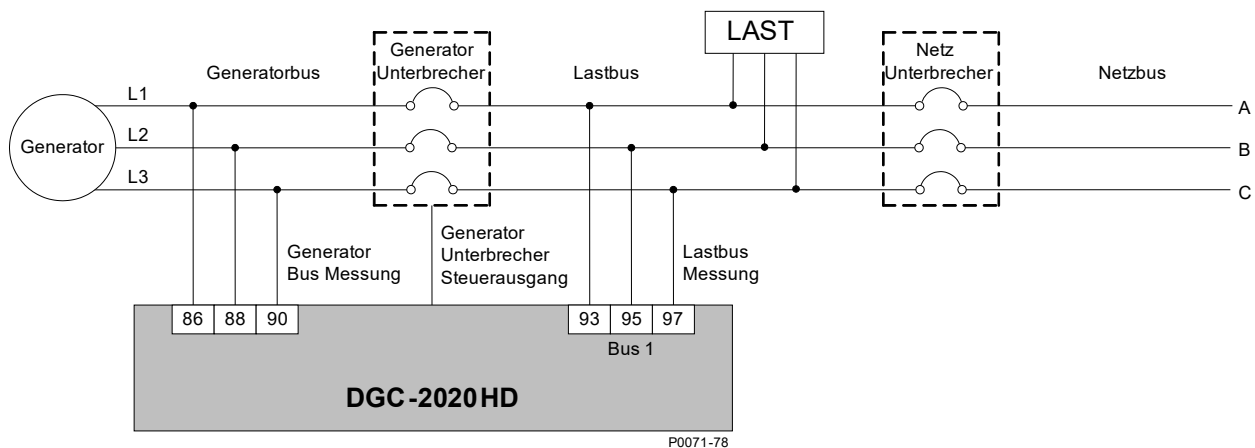 LAST
Generator
Unterbrecher
Netz
Unterbrecher
Generatorbus
Lastbus
Netzbus
L1
A
Generator
L2
B
L3
C
Generator
Bus Messung
Generator
Unterbrecher
Steuerausgang
Lastbus
Messung
86 88 90
93 95 97
Bus 1
DGC-2020HD
P0071-78